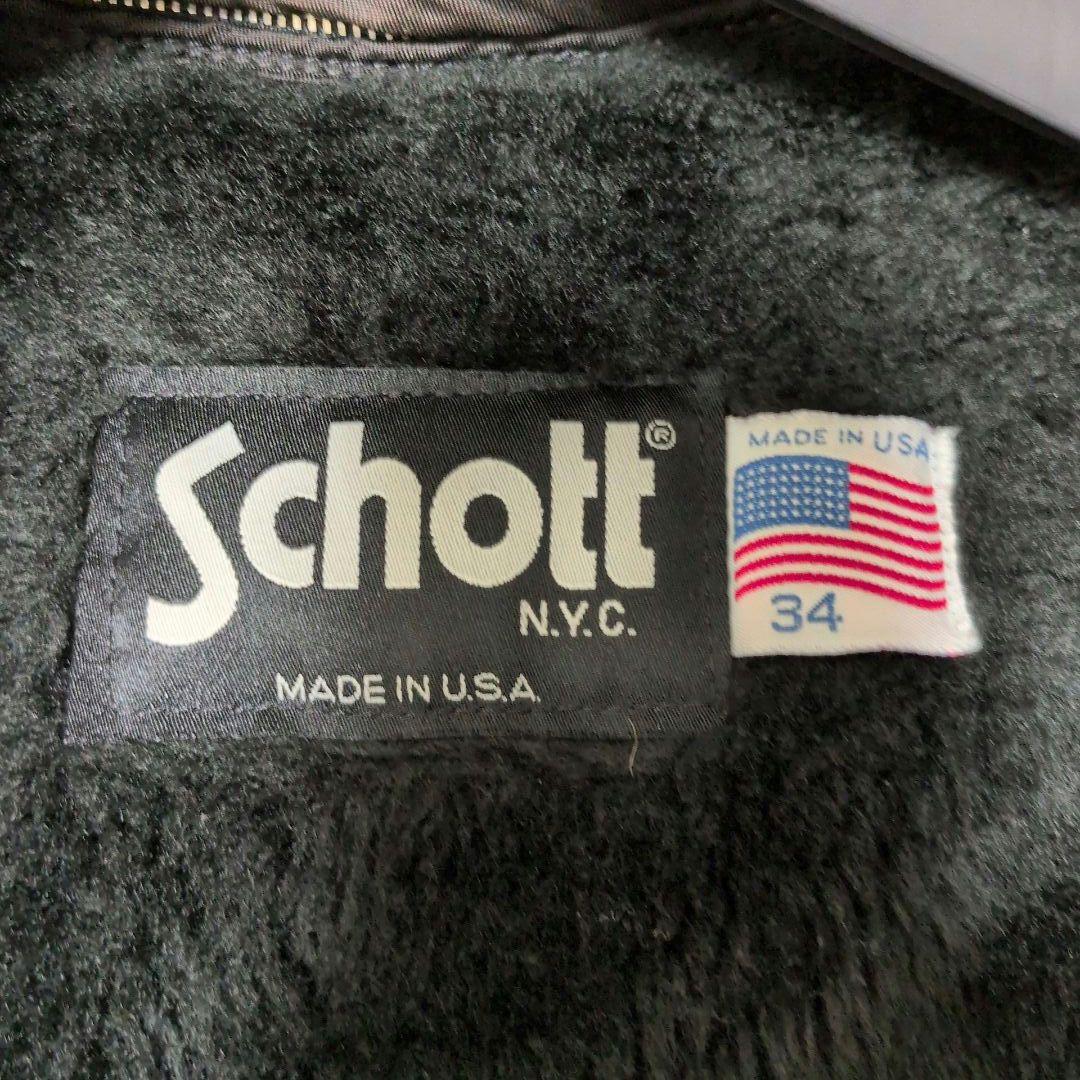 Schott®
N.Y.C.
MADE IN U.S.A.
MADE IN USA
34